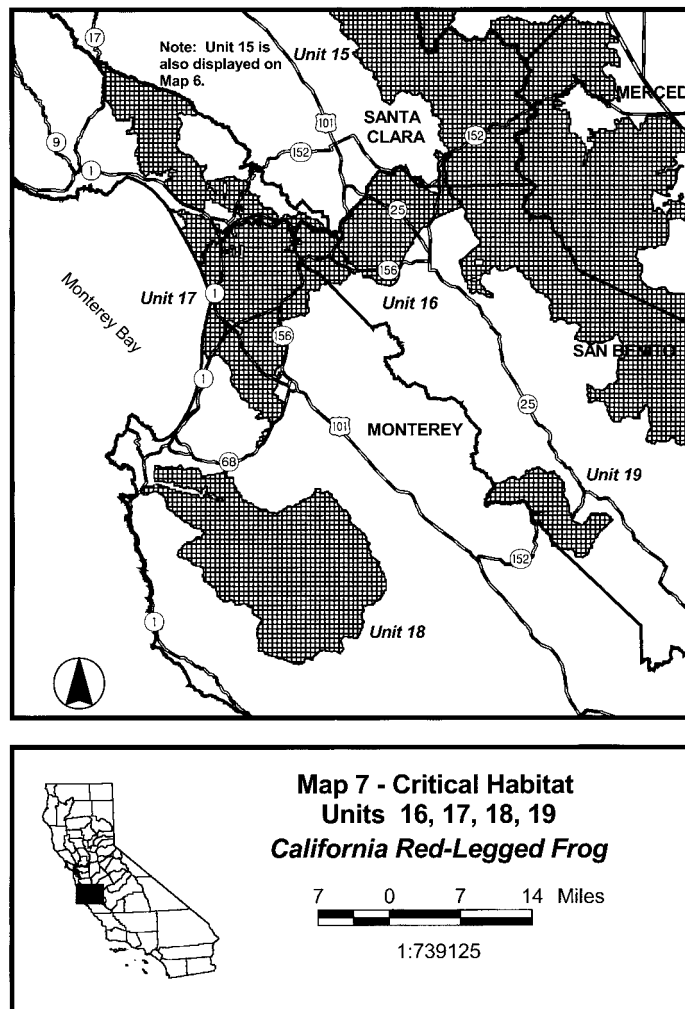 17
Note: Unit 15 is
also displayed on
Map 6.
Unit 15
MERCED
101
SANTA
CLARA
152
9
152
1
25
156
Monterey Bay
Unit 17
1
Unit 16
156
SAN BENITO
1
25
101
MONTEREY
68
Unit 19
152
1
Unit 18
Map 7 - Critical Habitat
Units 16, 17, 18, 19
California Red-Legged Frog
7 0 7 14 Miles
1:739125